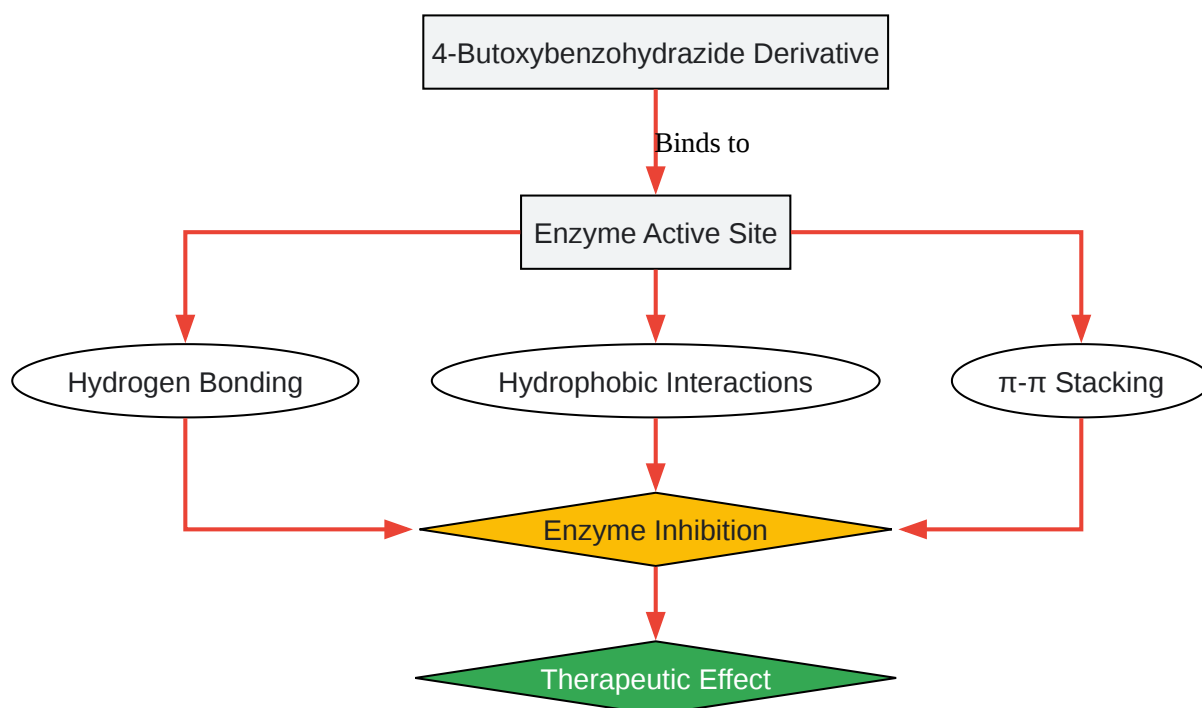 4-Butoxybenzohydrazide Derivative
Binds to
Enzyme Active Site
Hydrogen Bonding
Hydrophobic Interactions
π-π Stacking
Enzyme Inhibition
Therapeutic Effect